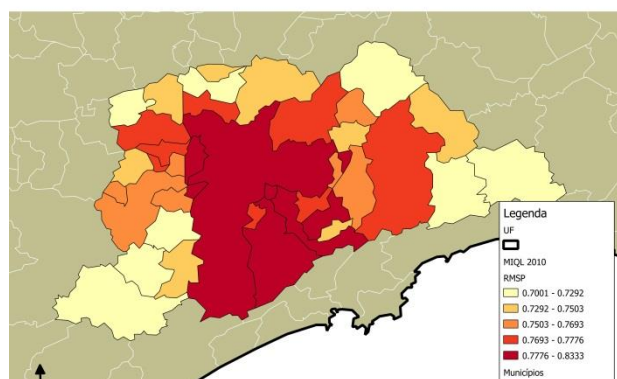 Legenda
UF
MIQL 2010
RMSP
0.7001 - 0.7292
0.7292 - 0.7503
0.7503 - 0.7693
0.7693 - 0.7776
0.7776 - 0.8333
Municípios